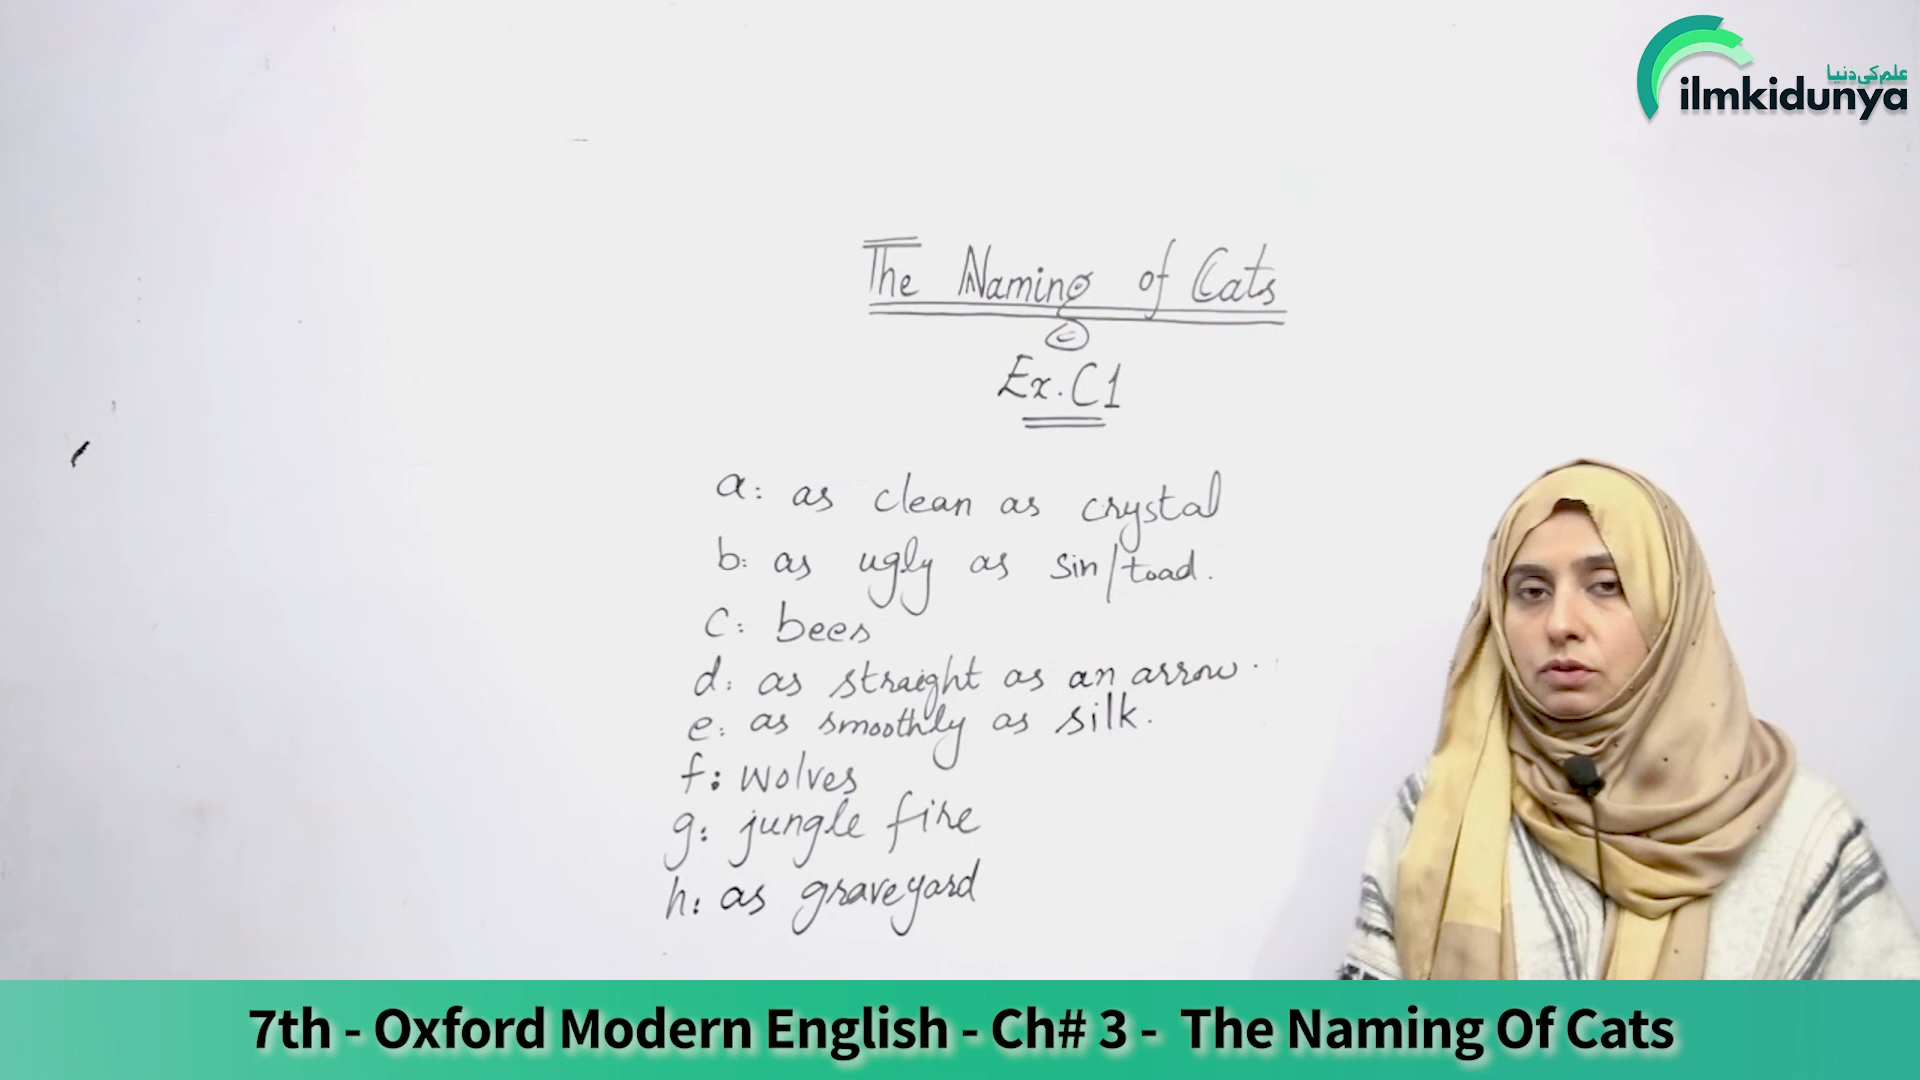 علم کی دنیا
ilmkidunya
The Naming of Cats
C
Ex. C1
a: as clean as crystal
b: as ugly as sin/toad.
c: bees
d: as straight as an arrow.
e: as smoothly as silk.
f: wolves
g: jungle fire
h: as graveyard
7th - Oxford Modern English - Ch# 3 - The Naming Of Cats